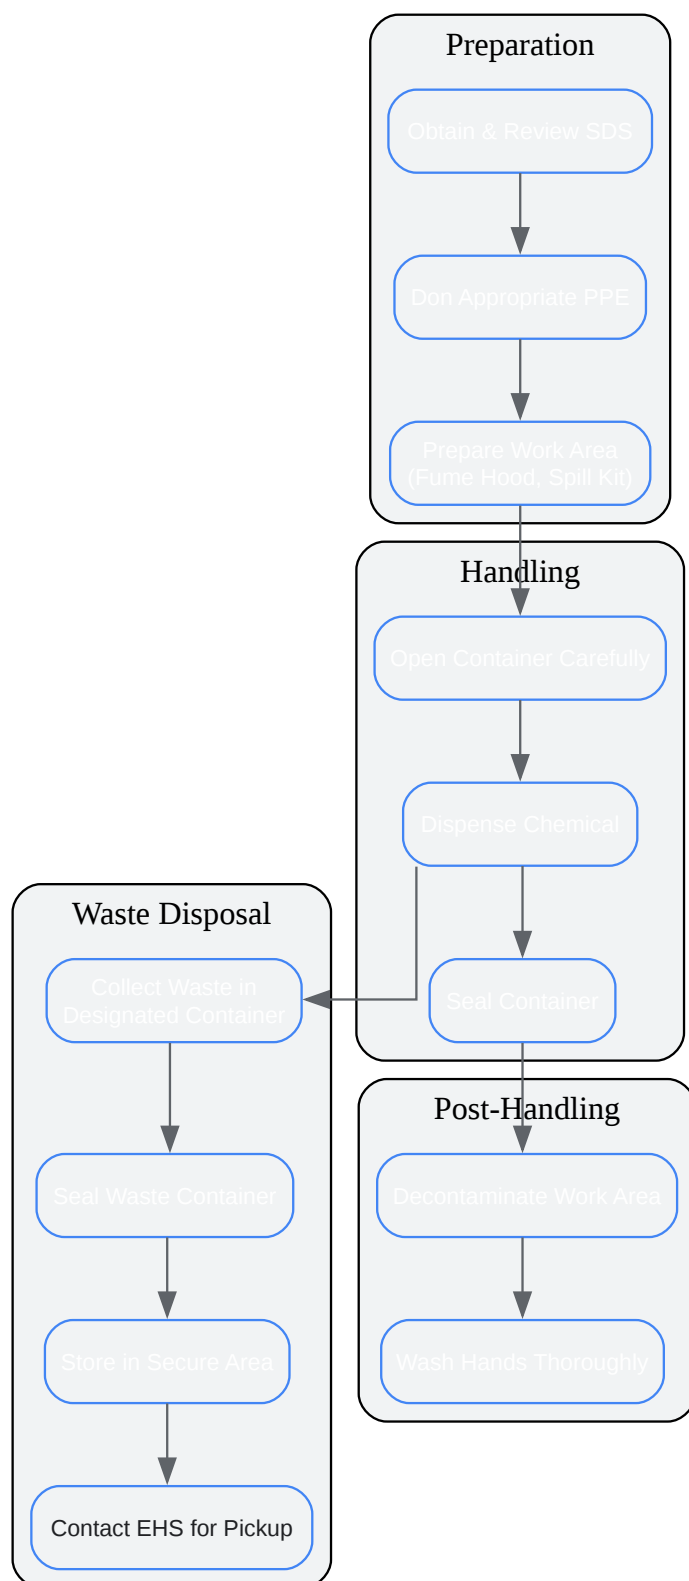 Preparation
Obtain & Review SDS
Don Appropriate PPE
Prepare Work Area
(Fume Hood, Spill Kit)
Handling
Open Container Carefully
Dispense Chemical
Seal Container
Waste Disposal
Collect Waste in
Designated Container
Seal Waste Container
Store in Secure Area
Contact EHS for Pickup
Post-Handling
Decontaminate Work Area
Wash Hands Thoroughly